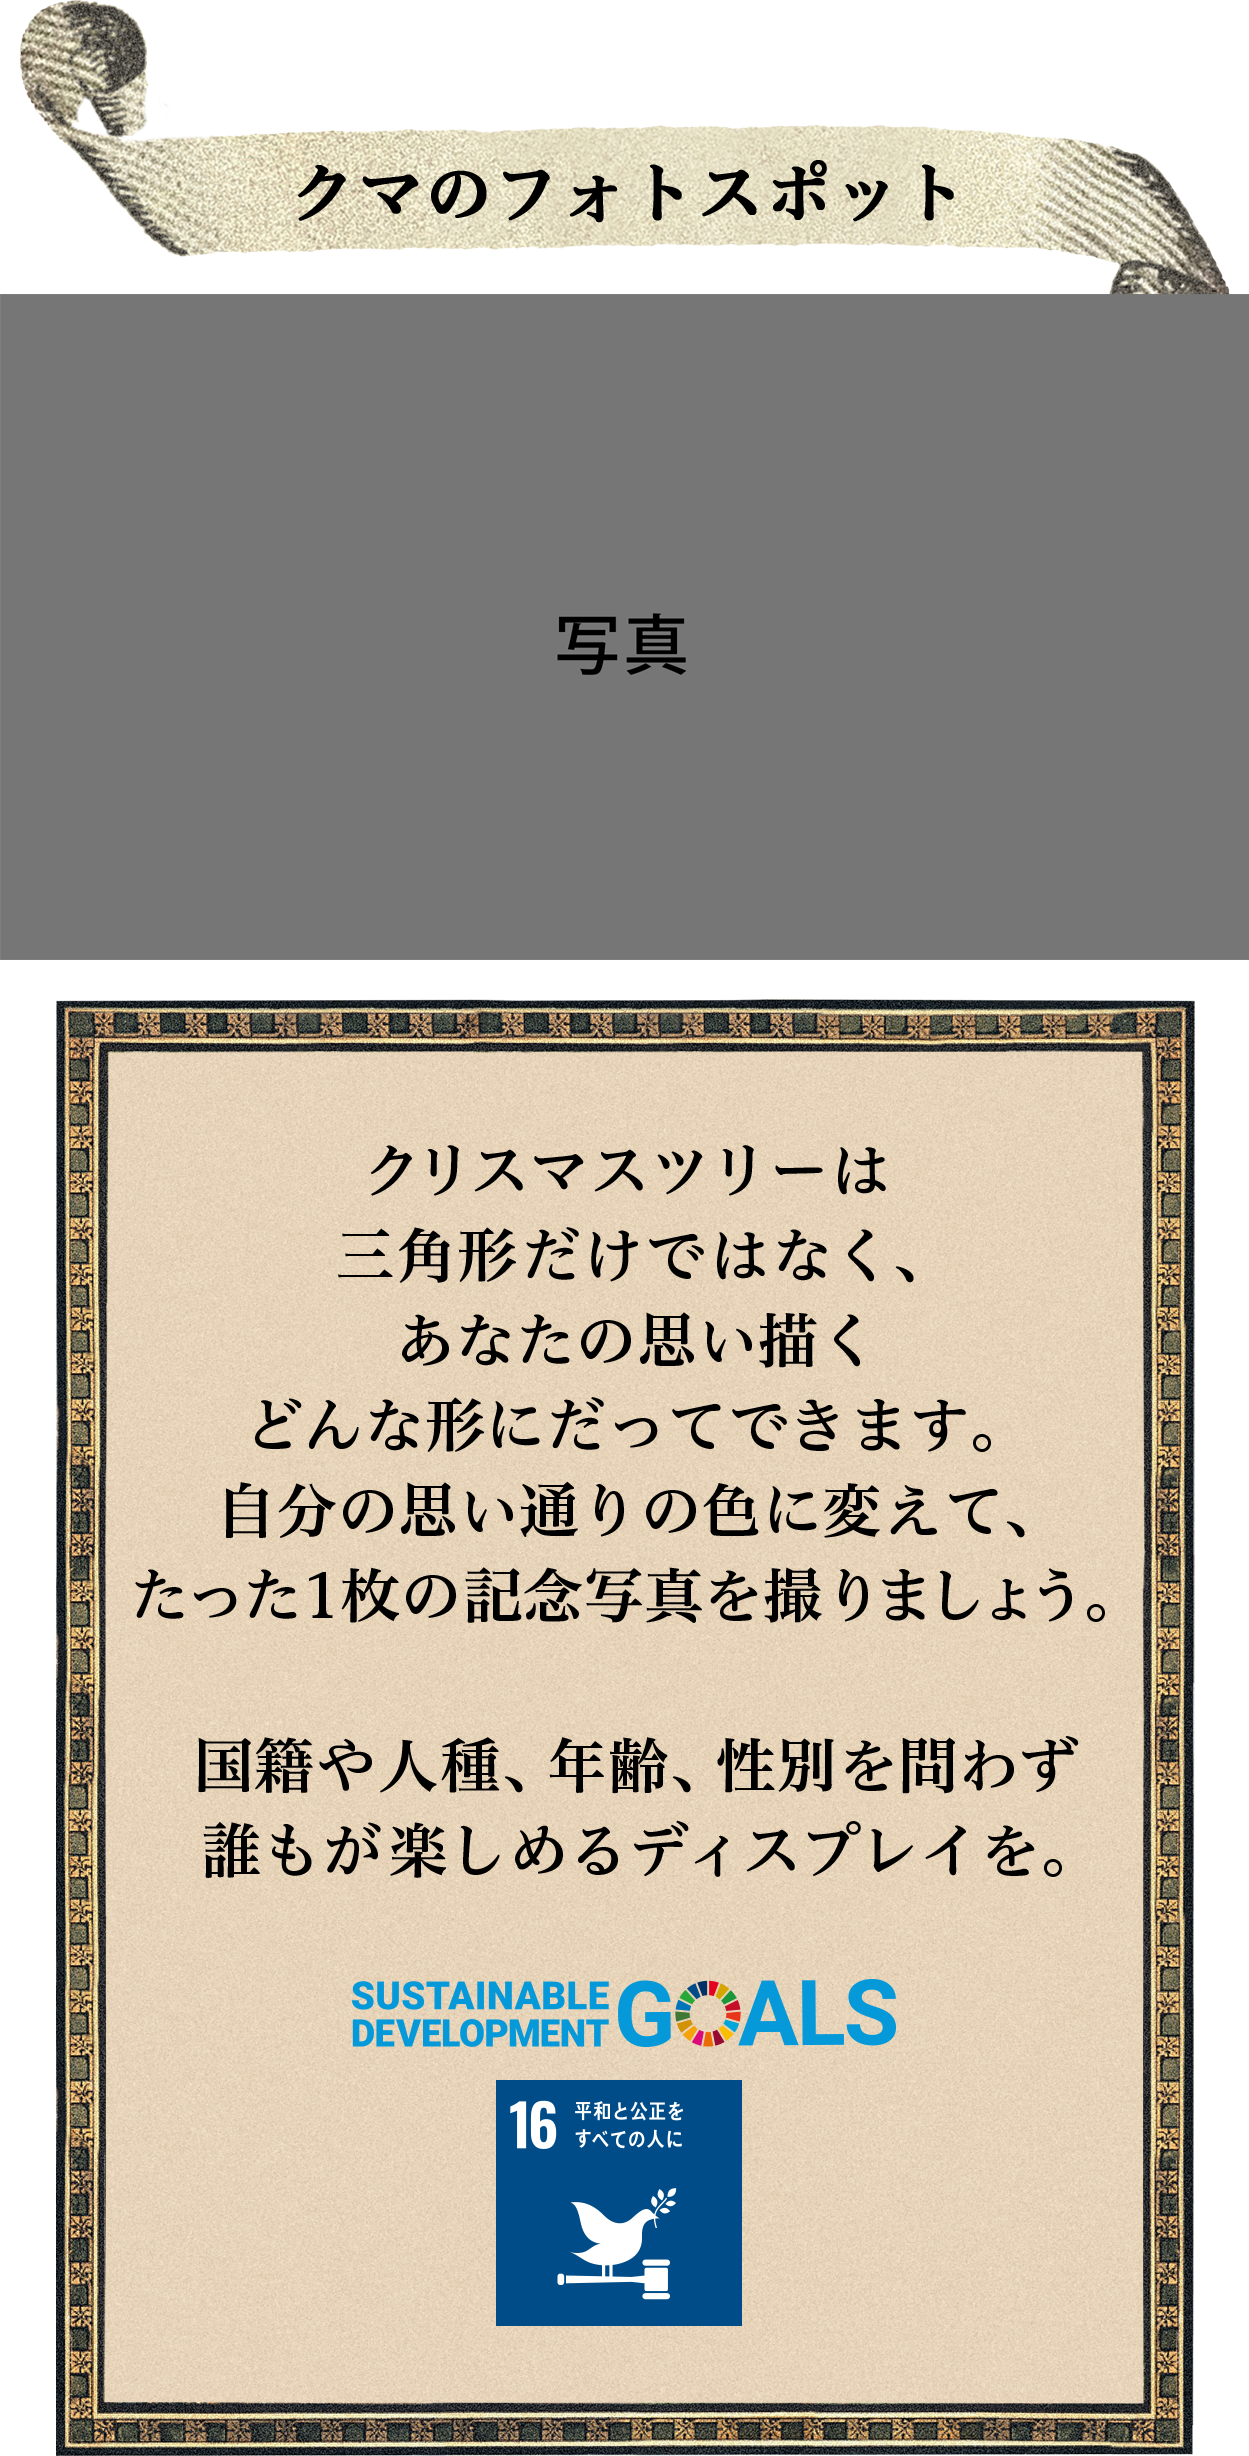 クマのフォトスポット
写真
クリスマスツリーは
三角形だけではなく、
あなたの思い描く
どんな形にだってできます。
自分の思い通りの色に変えて、
たった1枚の記念写真を撮りましょう。
国籍や人種、年齢、性別を問わず
誰もが楽しめるディスプレイを。
SUSTAINABLE
DEVELOPMENT GOALS
16 平和と公正を
すべての人に